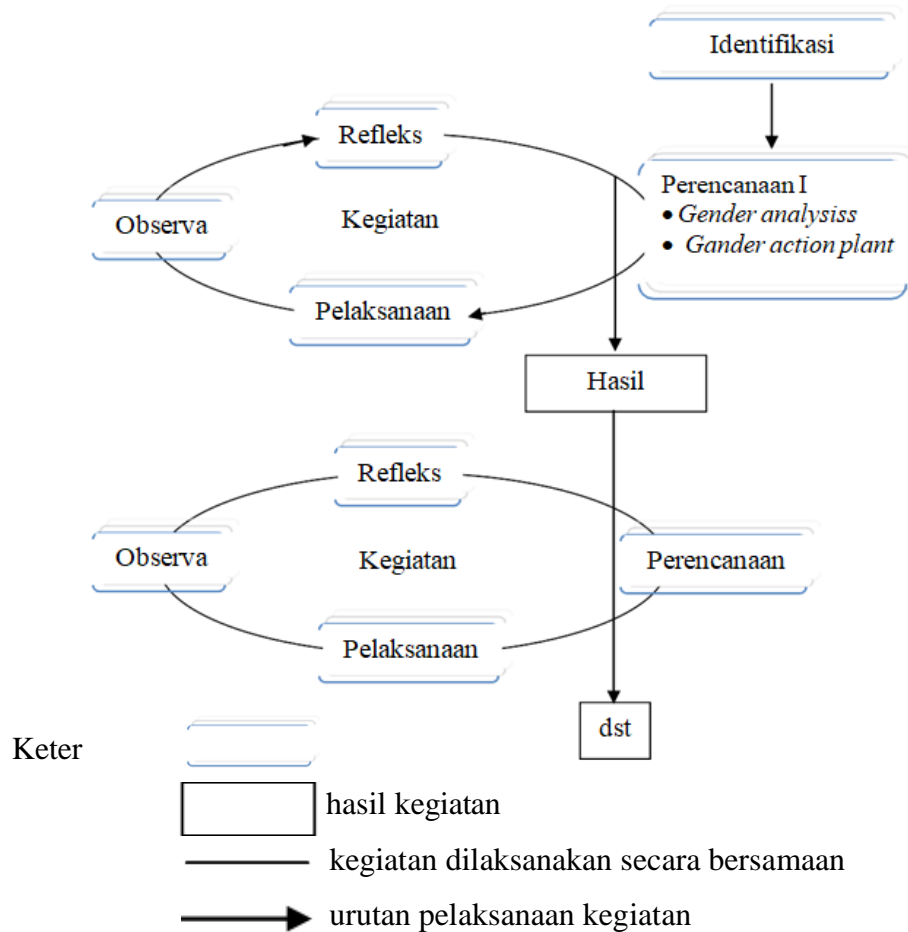 Identifikasi
Refleks
Perencanaan I
• Gender analysiss
• Gander action plant
Observa
Kegiatan
Pelaksanaan
Hasil
Refleks
Observa
Kegiatan
Perencanaan
Pelaksanaan
dst
Keter
hasil kegiatan
kegiatan dilaksanakan secara bersamaan
urutan pelaksanaan kegiatan